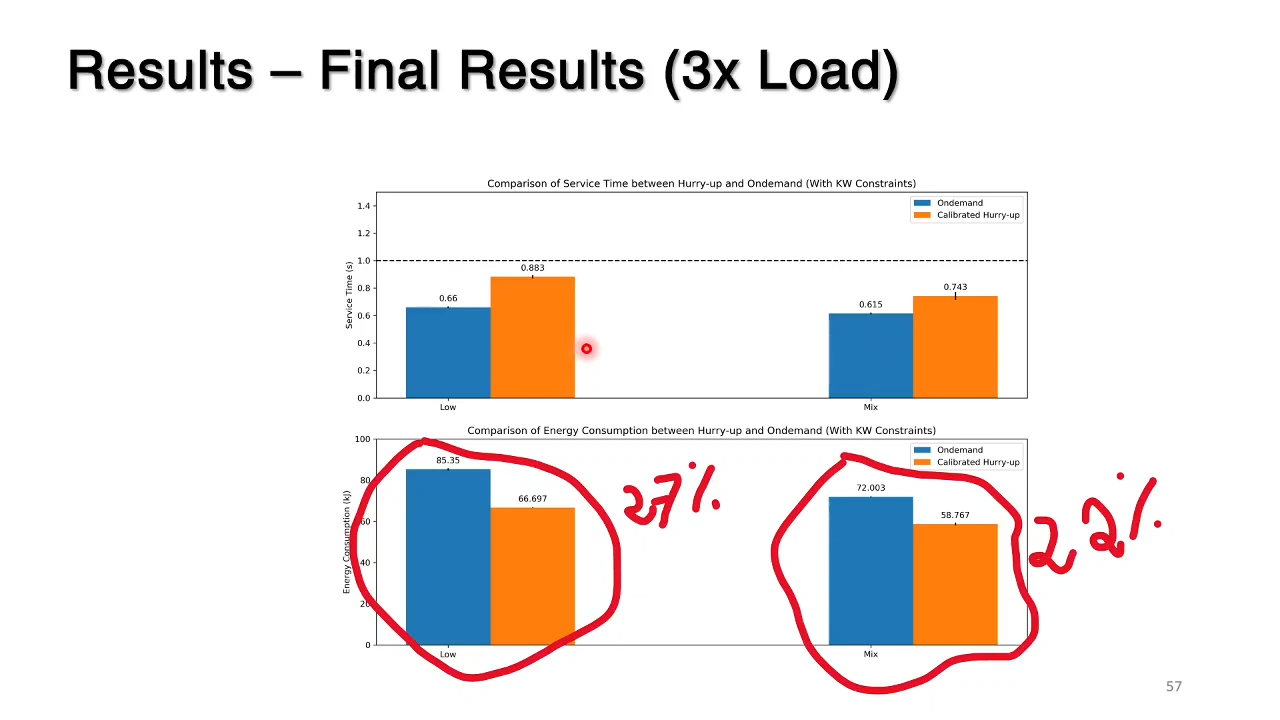 Results – Final Results (3x Load)
Comparison of Service Time between Hurry-up and Ondemand (With KW Constraints)
Service Time (s)
1.4
1.2
1.0
0.8
0.6
0.4
0.2
0.0
Ondemand
Calibrated Hurry-up
0.66
0.883
0.615
0.743
Low
Mix
Comparison of Energy Consumption between Hurry-up and Ondemand (With KW Constraints)
Energy Consumption (kJ)
100
80
60
40
20
0
Ondemand
Calibrated Hurry-up
85.35
66.697
72.003
58.767
27%
2,2%
Low
Mix
57